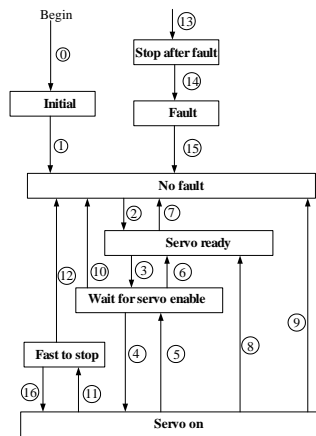 Begin
⑬
⓪
Stop after fault
⑭
Initial
Fault
①
⑮
No fault
② ⑦
Servo ready
⑫ ⑩ ③ ⑥
Wait for servo enable
⑨
Fast to stop
④ ⑤ ⑧
⑯ ⑪
Servo on